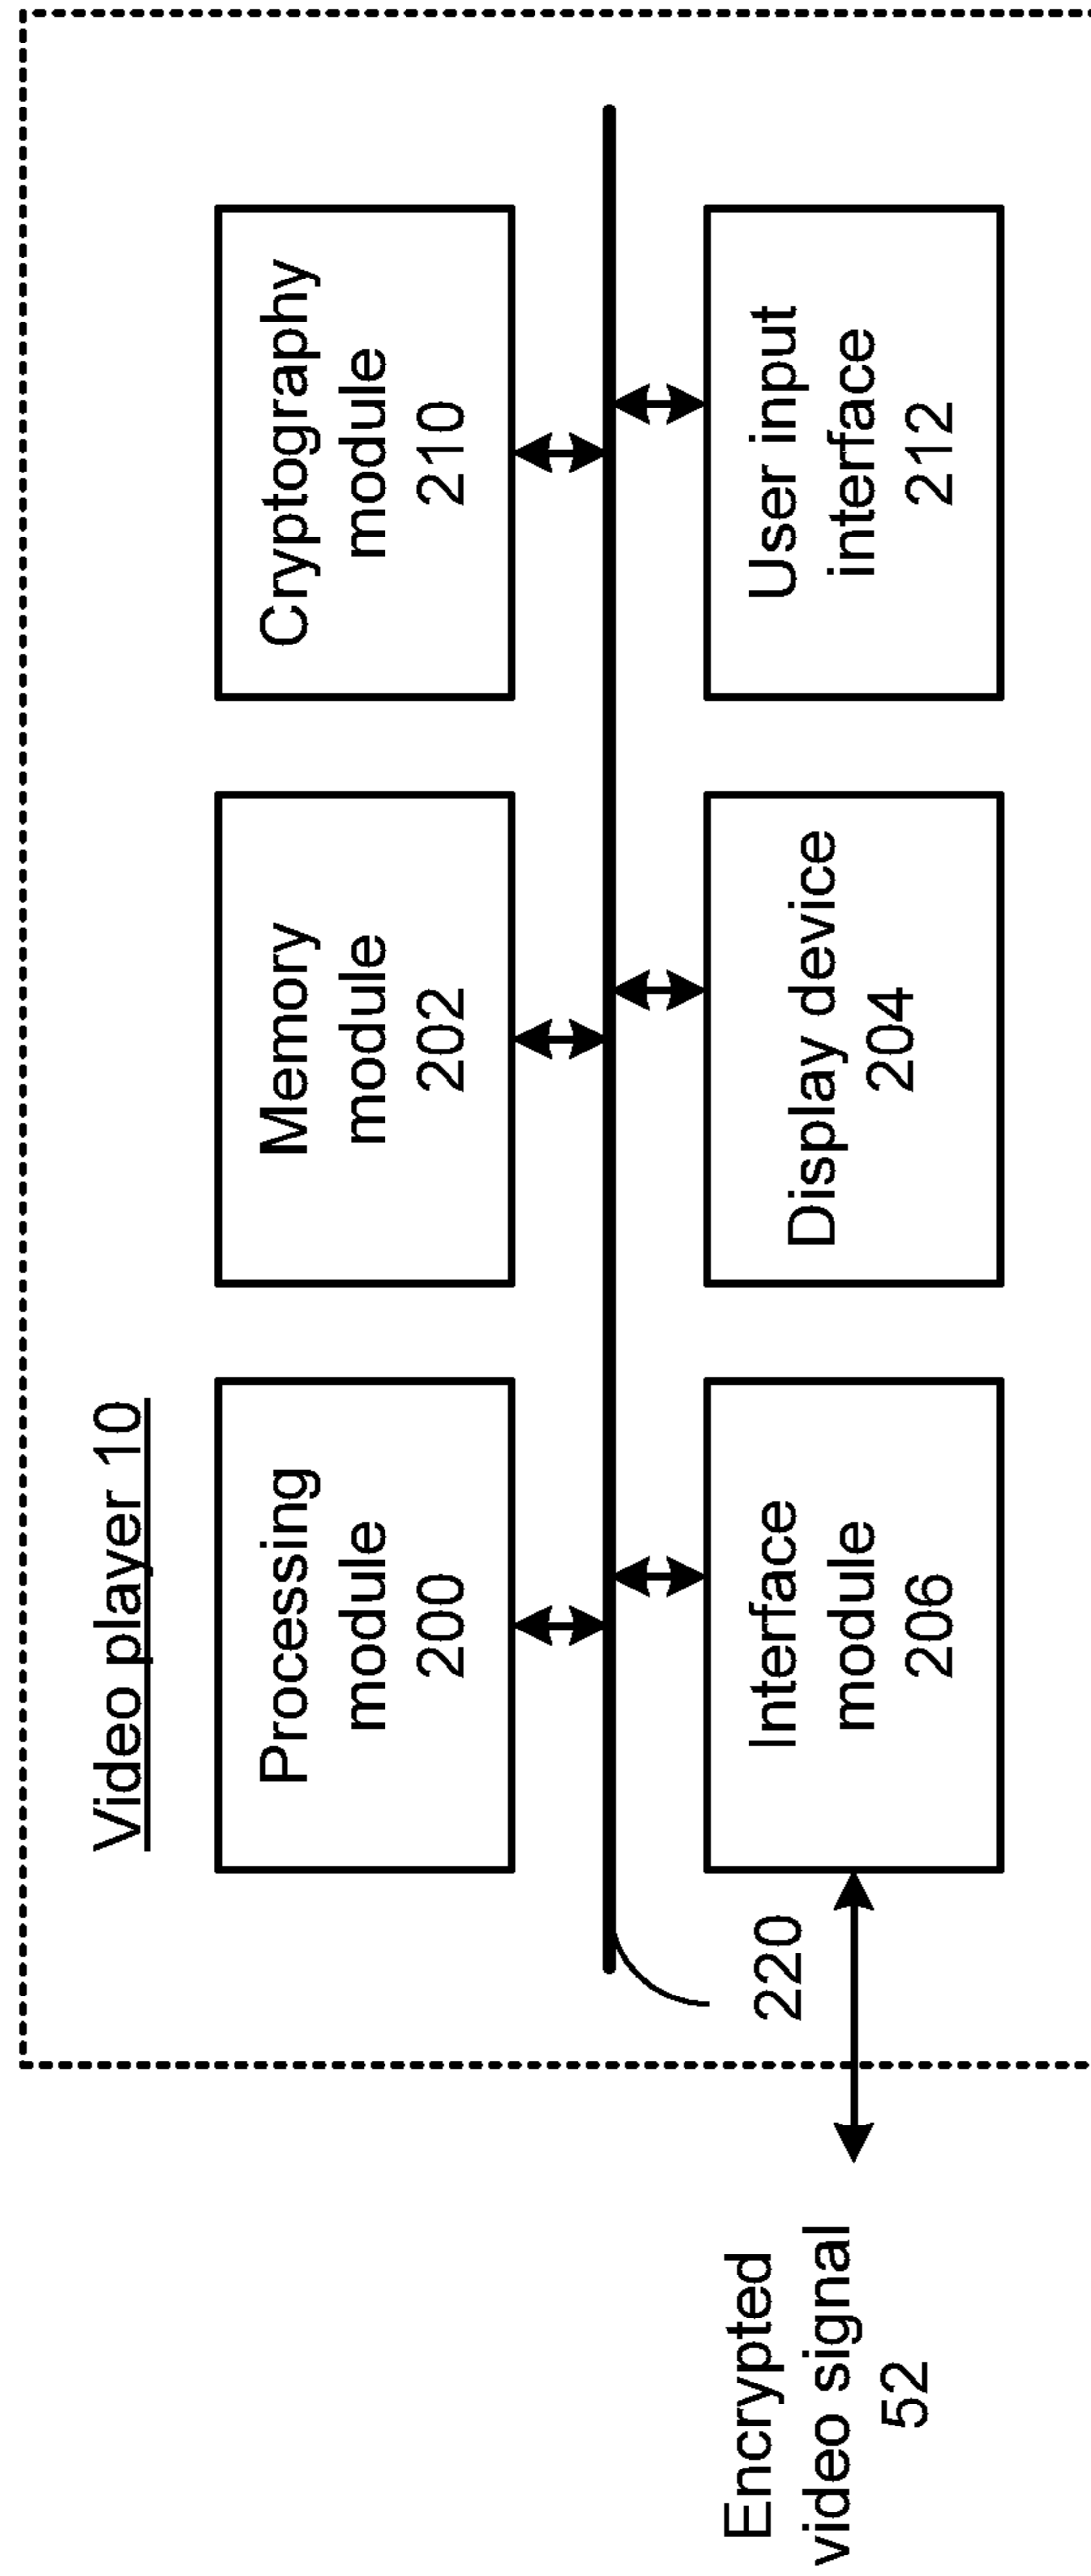 Video player 10
Processing
module
200
Memory
module
202
Cryptography
module
210
220
Interface
module
206
Display device
204
User input
interface
212
Encrypted
video signal
52